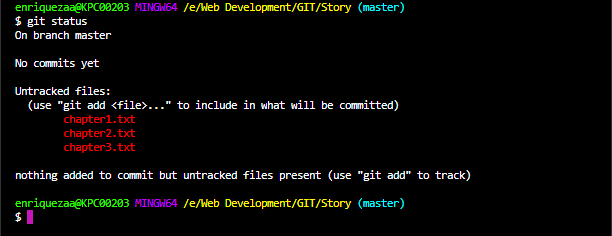 enriquezaa@KPC00203 MINGW64 /e/Web Development/GIT/Story (master)
$ git status
On branch master
No commits yet
Untracked files:
(use "git add <file>..." to include in what will be committed)
chapter1.txt
chapter2.txt
chapter3.txt
nothing added to commit but untracked files present (use "git add" to track)
enriquezaa@KPC00203 MINGW64 /e/Web Development/GIT/Story (master)
$